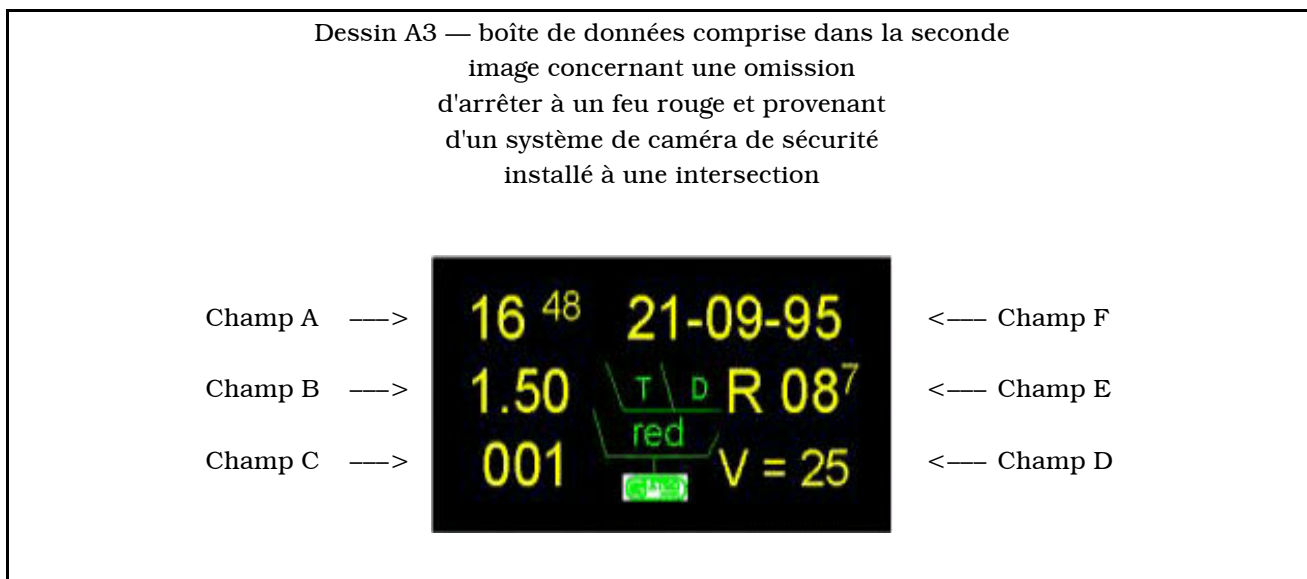 Dessin A3 — boîte de données comprise dans la seconde
image concernant une omission
d'arrêter à un feu rouge et provenant
d'un système de caméra de sécurité
installé à une intersection
Champ A —–> 16 48 21-09-95 <—– Champ F
Champ B —–> 1.50 T D R 087 <—– Champ E
red
Champ C —–> 001 V = 25 <—– Champ D